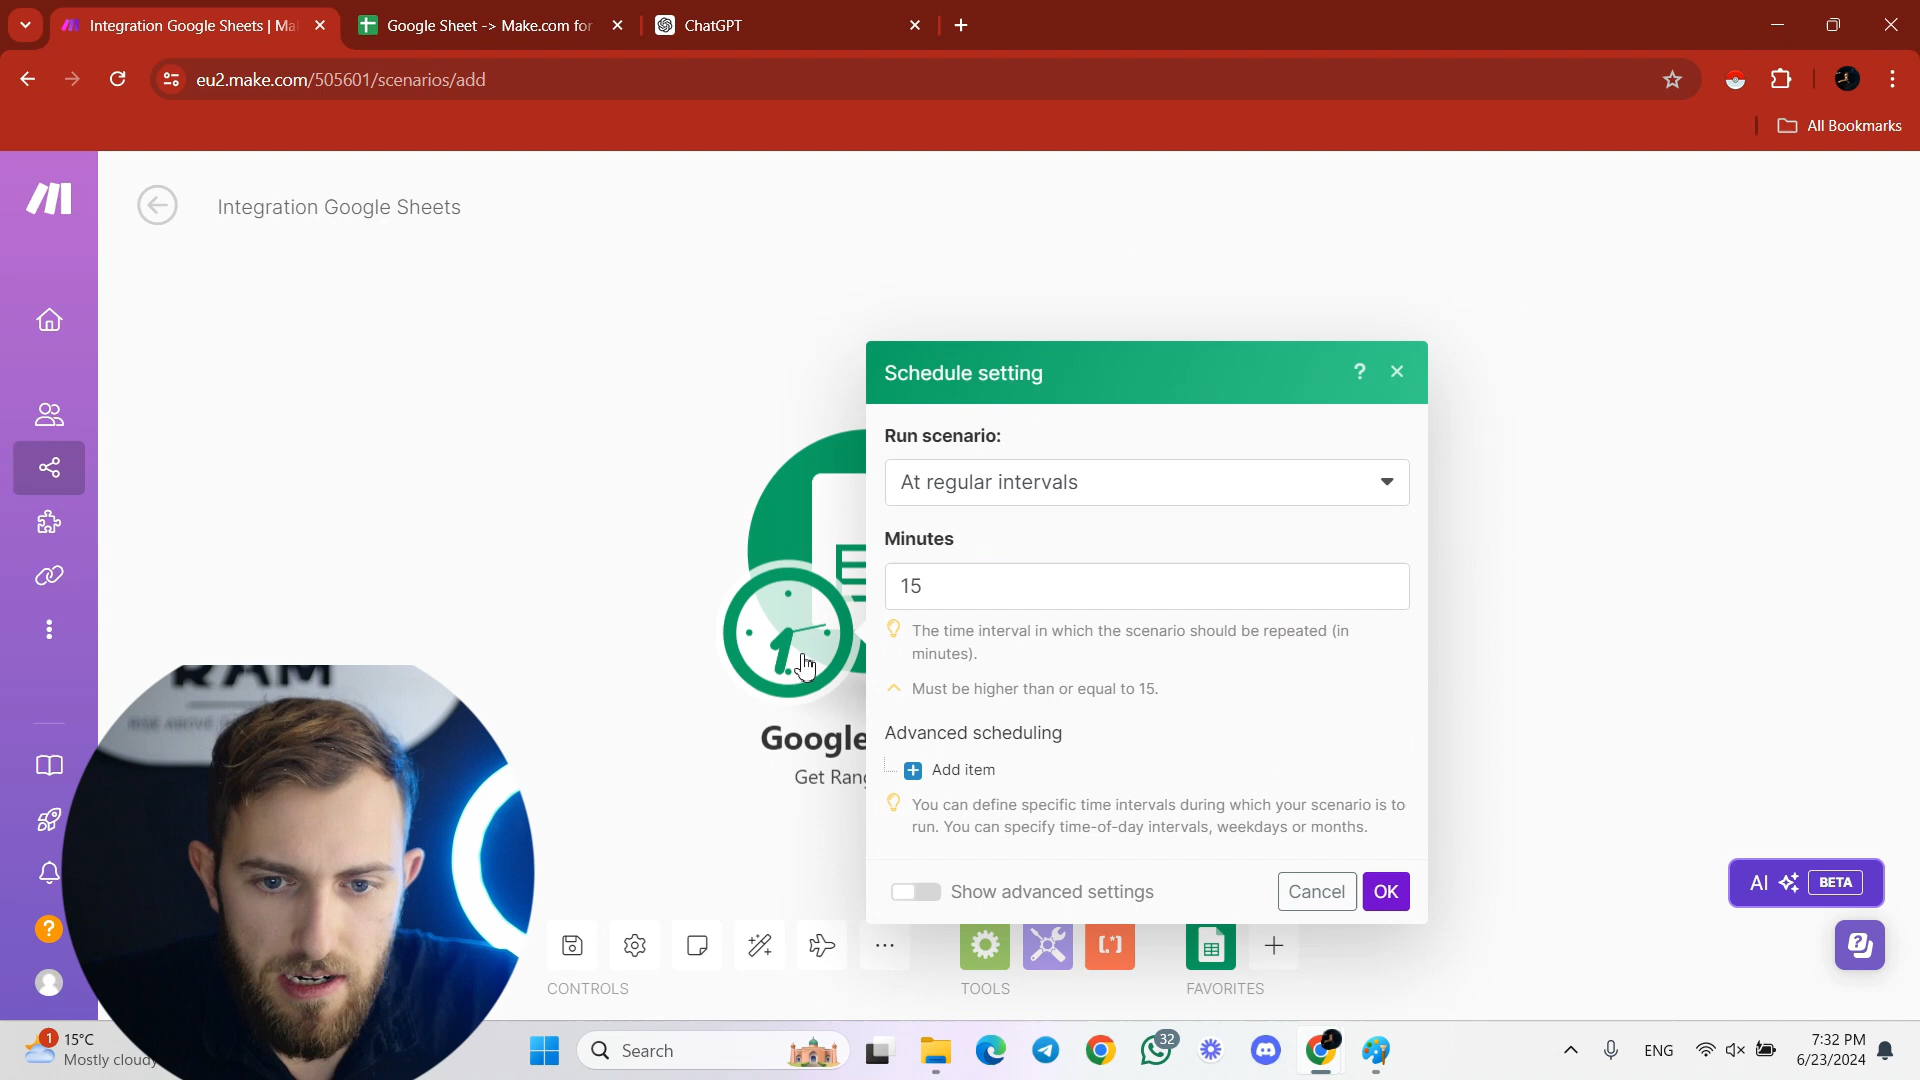 Integration Google Sheets | Ma
Google Sheet -> Make.com for
ChatGPT
eu2.make.com/505601/scenarios/add
All Bookmarks
Integration Google Sheets
Schedule setting
?
Run scenario:
At regular intervals
Minutes
15
The time interval in which the scenario should be repeated (in
minutes).
Must be higher than or equal to 15.
Advanced scheduling
Add item
You can define specific time intervals during which your scenario is to
run. You can specify time-of-day intervals, weekdays or months.
Show advanced settings
Cancel
OK
Google
Get Ran
RAM
AI
BETA
CONTROLS
TOOLS
FAVORITES
1
15°C
Mostly cloudy
Search
32
ENG
7:32 PM
6/23/2024